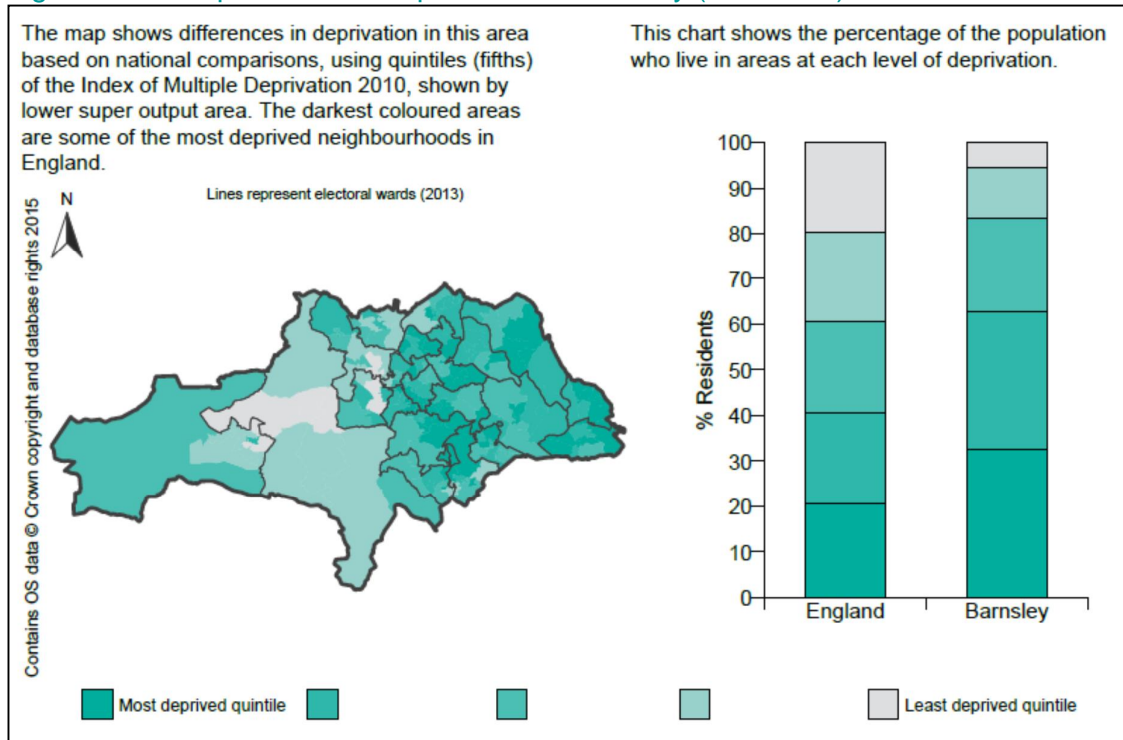 The map shows differences in deprivation in this area
based on national comparisons, using quintiles (fifths)
of the Index of Multiple Deprivation 2010, shown by
lower super output area. The darkest coloured areas
are some of the most deprived neighbourhoods in
England.
Lines represent electoral wards (2013)
N
Contains OS data © Crown copyright and database rights 2015
This chart shows the percentage of the population
who live in areas at each level of deprivation.
% Residents
100
90
80
70
60
50
40
30
20
10
0
England
Barnsley
Most deprived quintile
Least deprived quintile